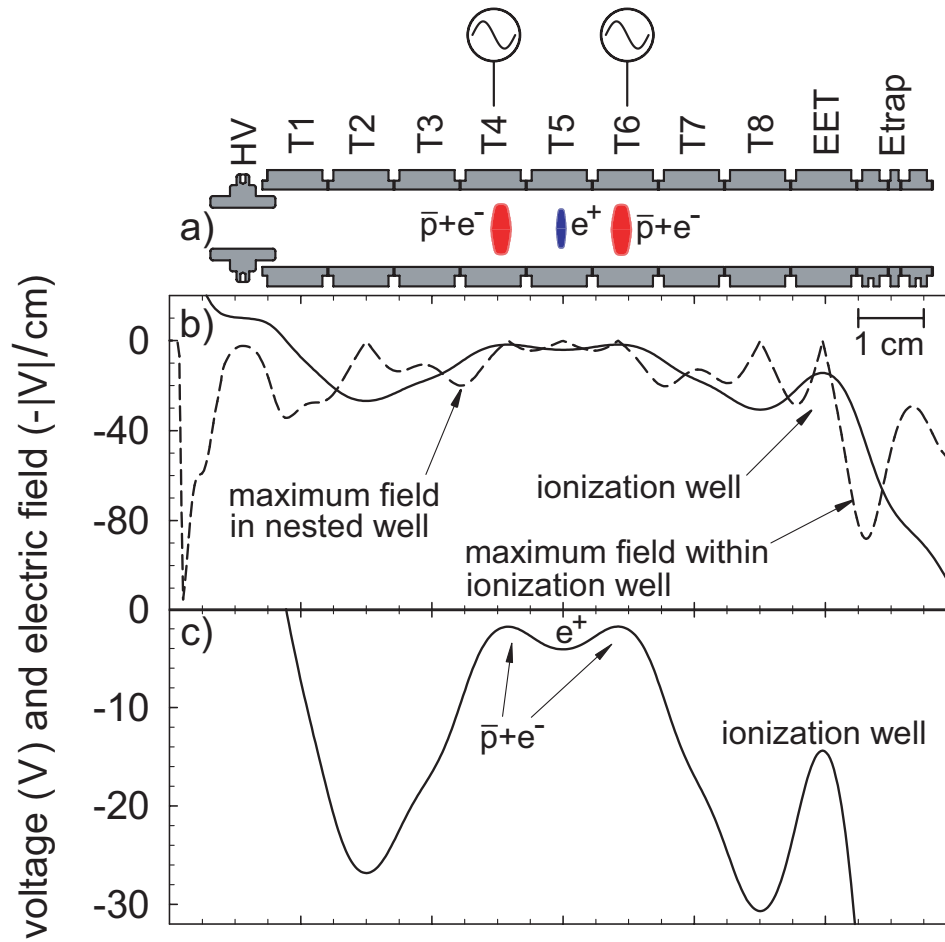 HV T1 T2 T3 T4 T5 T6 T7 T8 EET Etrap
a)
p̅+e⁻ e⁺ p̅+e⁻
voltage (V) and electric field (-|V|/cm)
b)
0
-40
-80
1 cm
maximum field
in nested well
ionization well
maximum field within
ionization well
c)
0
-10
-20
-30
e⁺
p̅+e⁻
ionization well